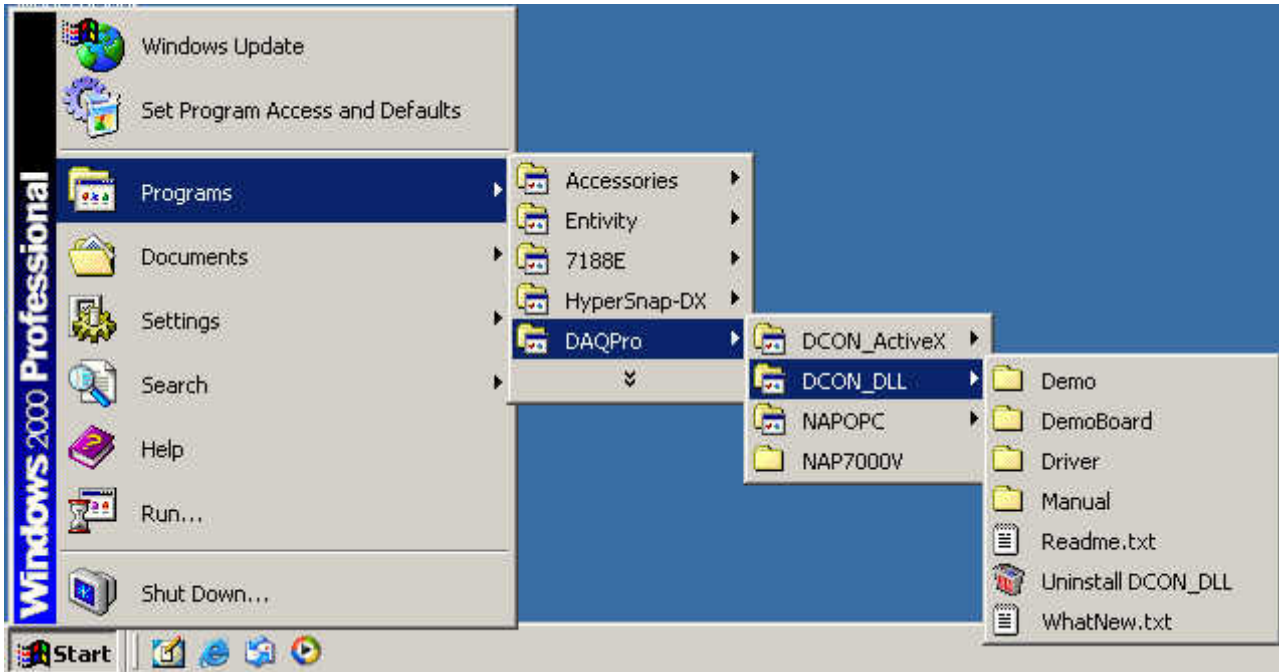 Windows Update
Set Program Access and Defaults
Programs
Documents
Settings
Search
Help
Run...
Shut Down...
Windows 2000 Professional
Accessories
Entivity
7188E
HyperSnap-DX
DAQPro
DCON_ActiveX
DCON_DLL
NAPOPC
NAP7000V
Demo
DemoBoard
Driver
Manual
Readme.txt
Uninstall DCON_DLL
WhatNew.txt
Start